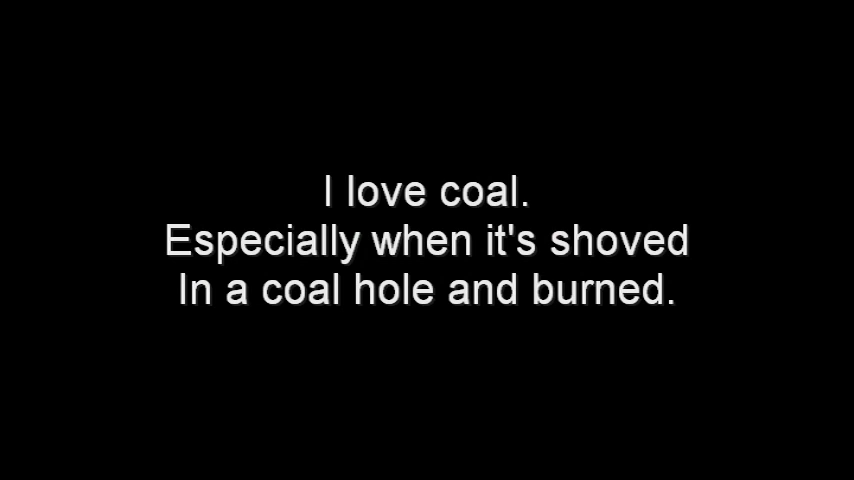 I love coal.
Especially when it's shoved
In a coal hole and burned.